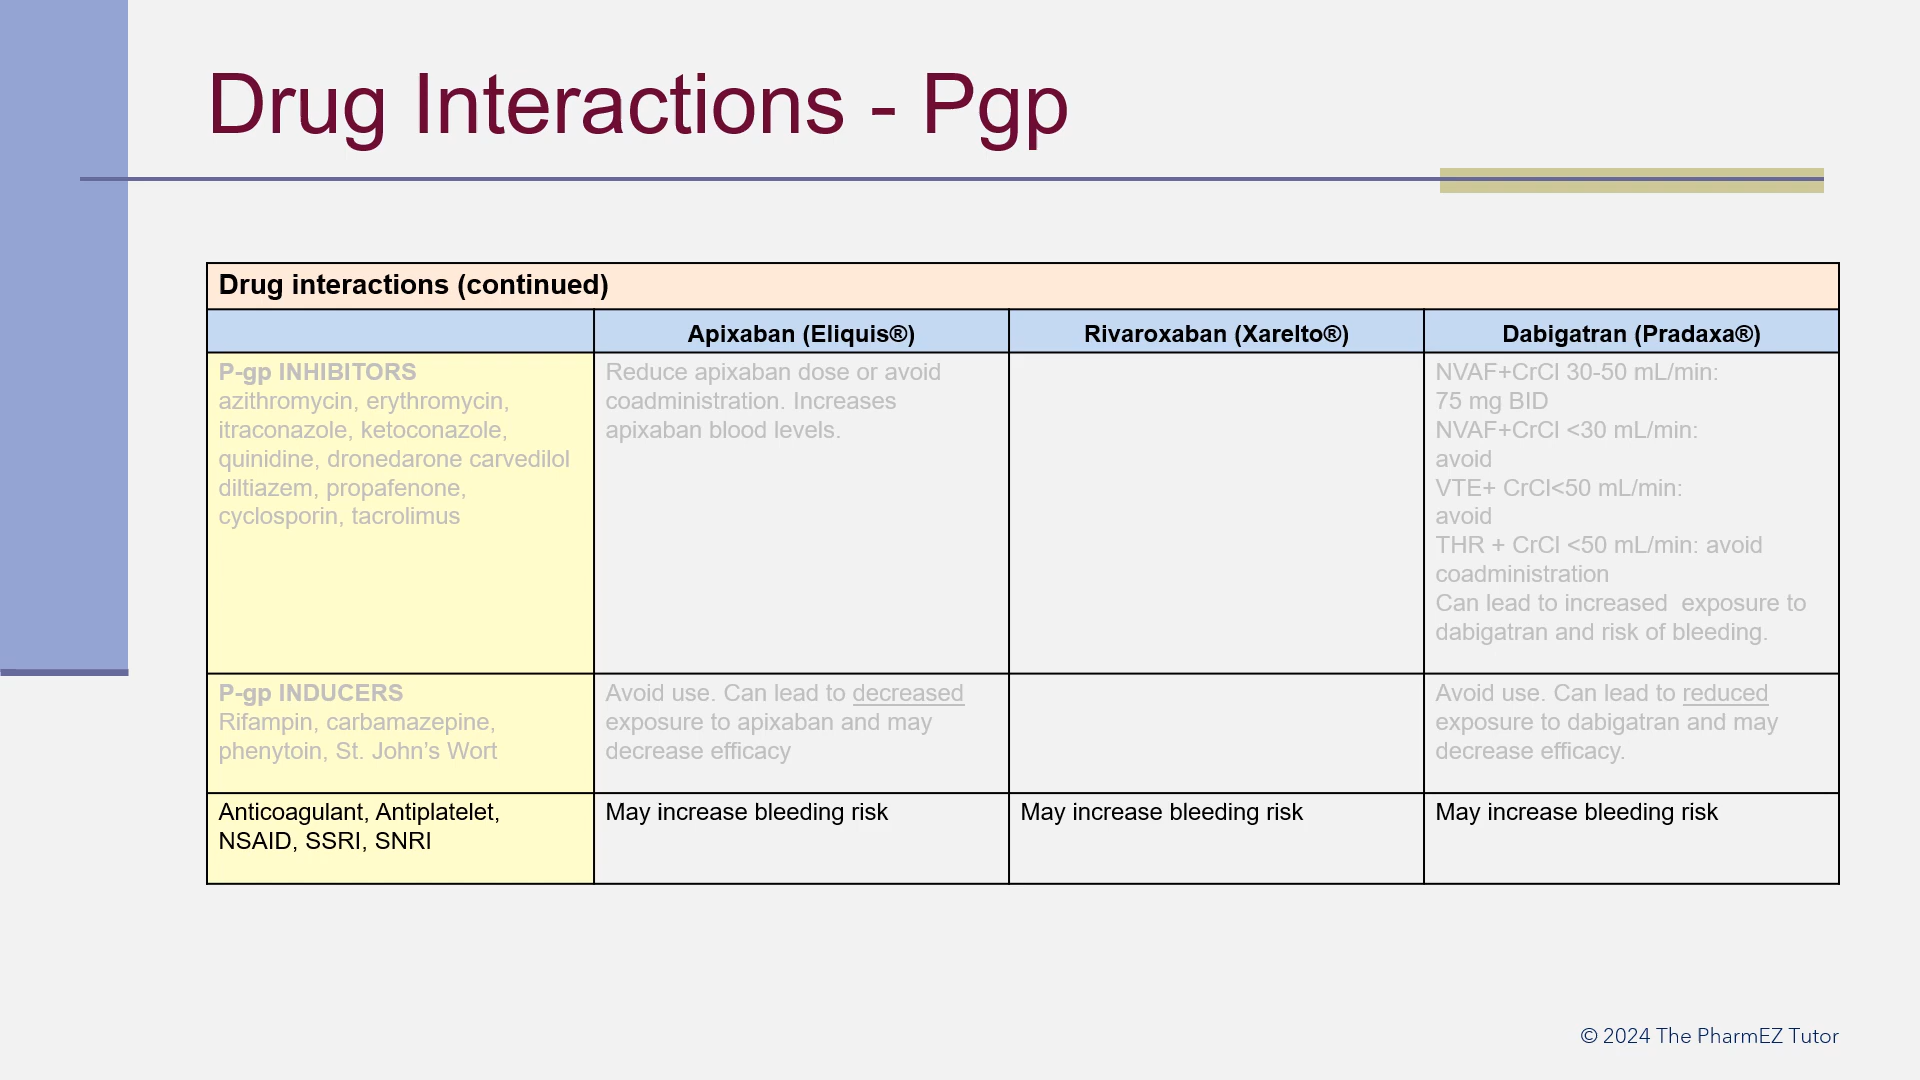 Drug Interactions - Pgp
Drug interactions (continued)
Apixaban (Eliquis®)
Rivaroxaban (Xarelto®)
Dabigatran (Pradaxa®)
P-gp INHIBITORS
azithromycin, erythromycin,
itraconazole, ketoconazole,
quinidine, dronedarone carvedilol
diltiazem, propafenone,
cyclosporin, tacrolimus
Reduce apixaban dose or avoid
coadministration. Increases
apixaban blood levels.
NVAF+CrCl 30-50 mL/min:
75 mg BID
NVAF+CrCl <30 mL/min:
avoid
VTE+ CrCl<50 mL/min:
avoid
THR + CrCl <50 mL/min: avoid
coadministration
Can lead to increased  exposure to
dabigatran and risk of bleeding.
P-gp INDUCERS
Rifampin, carbamazepine,
phenytoin, St. John’s Wort
Avoid use. Can lead to decreased
exposure to apixaban and may
decrease efficacy
Avoid use. Can lead to reduced
exposure to dabigatran and may
decrease efficacy.
Anticoagulant, Antiplatelet,
NSAID, SSRI, SNRI
May increase bleeding risk
May increase bleeding risk
May increase bleeding risk
© 2024 The PharmEZ Tutor